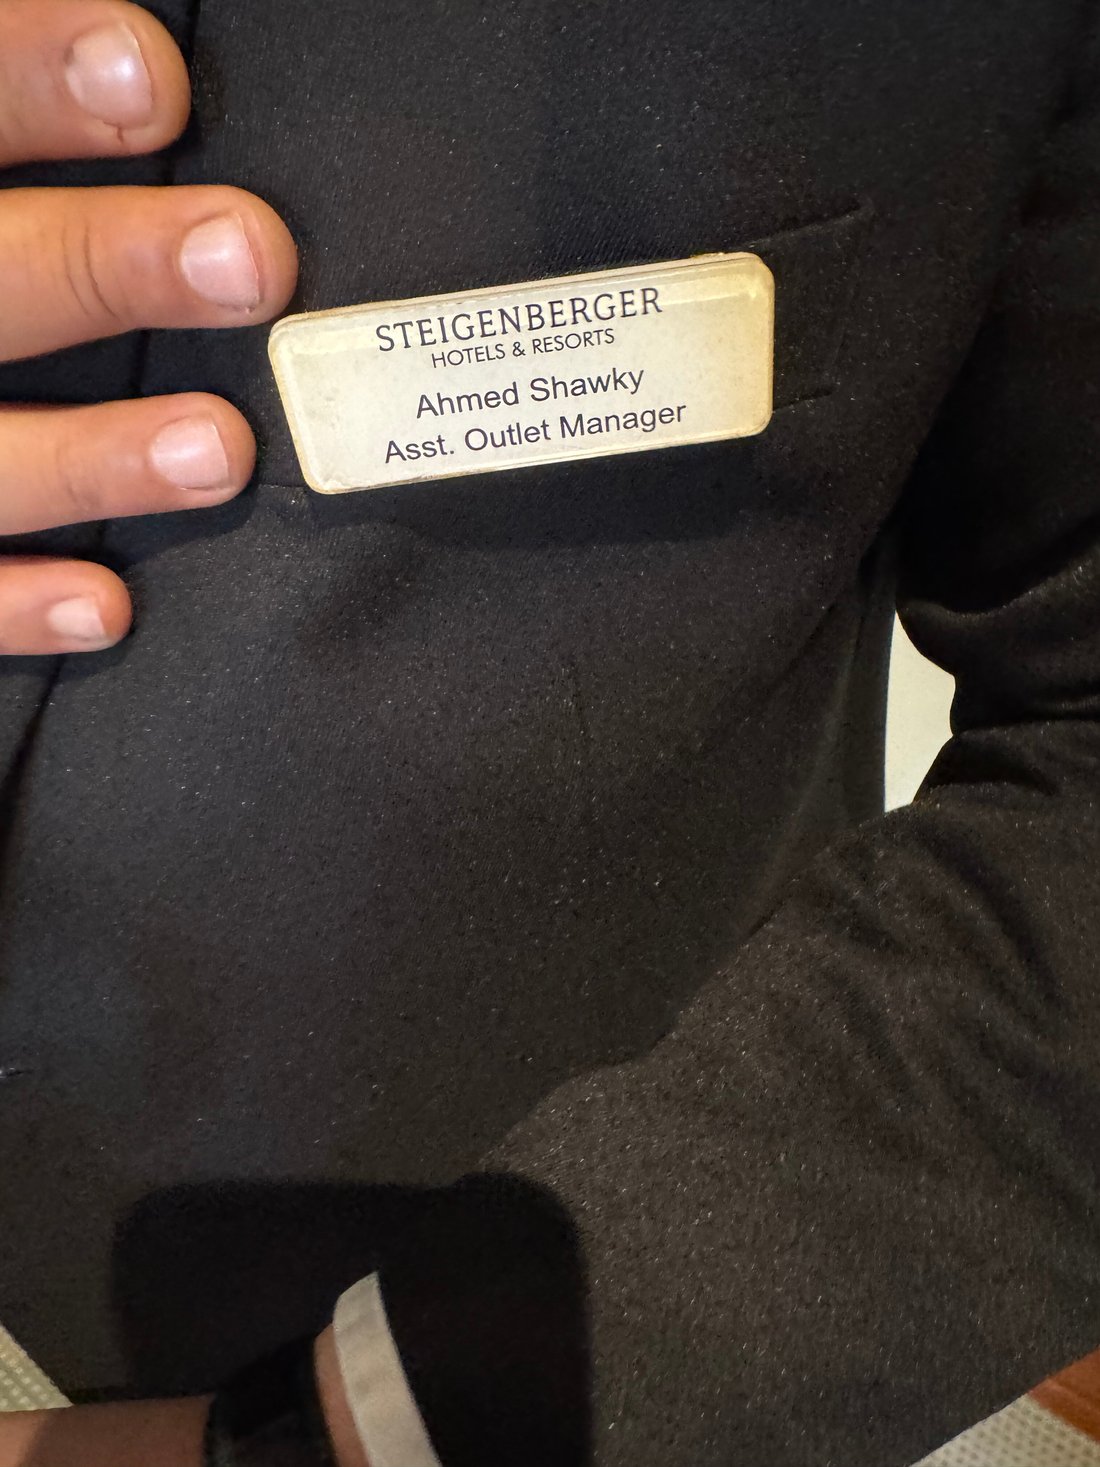 STEIGENBERGER
HOTELS & RESORTS
Ahmed Shawky
Asst. Outlet Manager